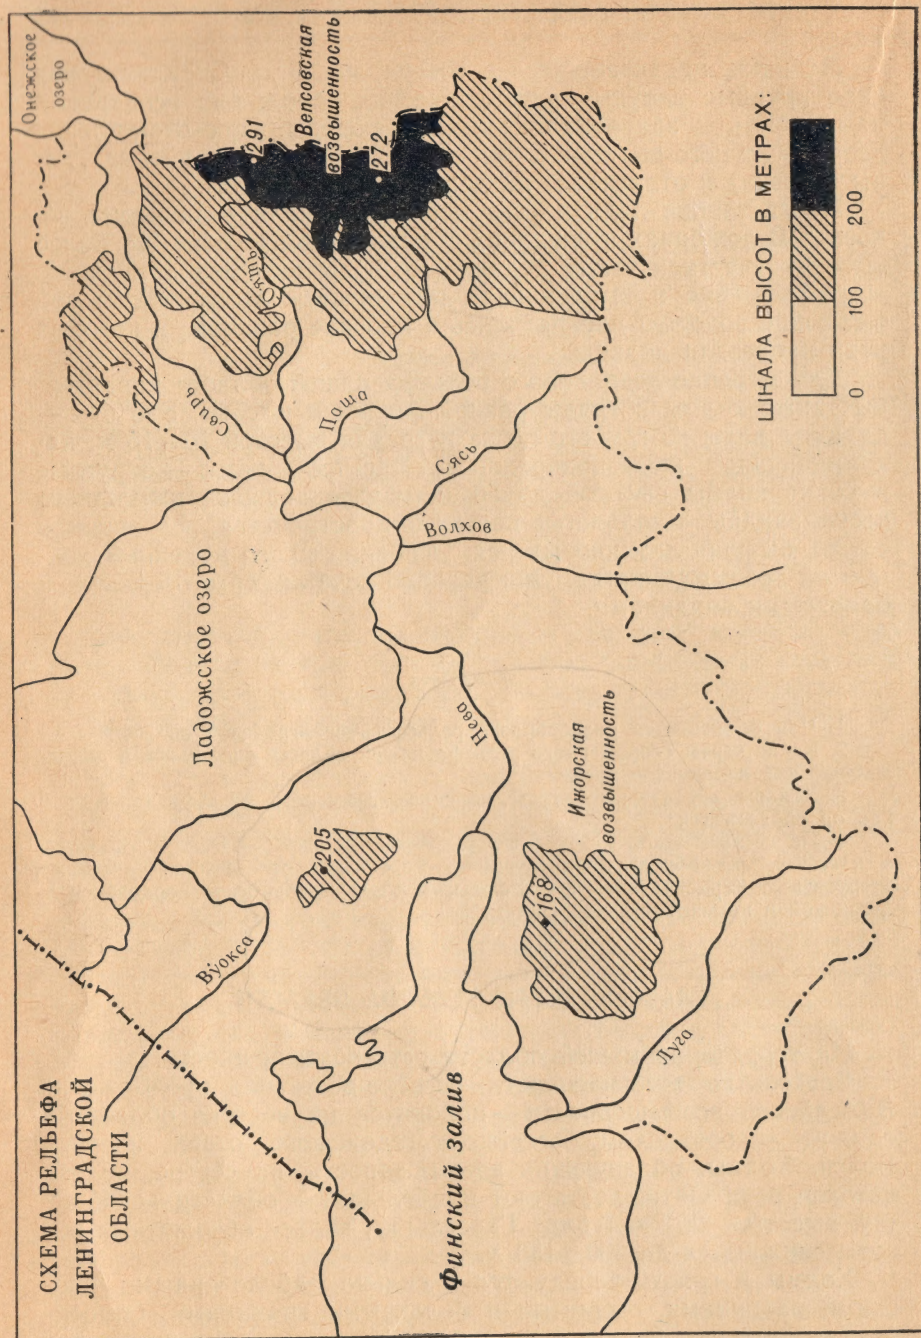 СХЕМА РЕЛЬЕФА
ЛЕНИНГРАДСКОЙ
ОБЛАСТИ
Онежское
озеро
Ладожское озеро
Финский залив
Вуокса
Свирь
Оять
Паша
Сясь
Волхов
Нева
Луга
205
291
Вепсовская
возвышенность
272
Ижорская
возвышенность
168
ШКАЛА ВЫСОТ В МЕТРАХ:
0 100 200